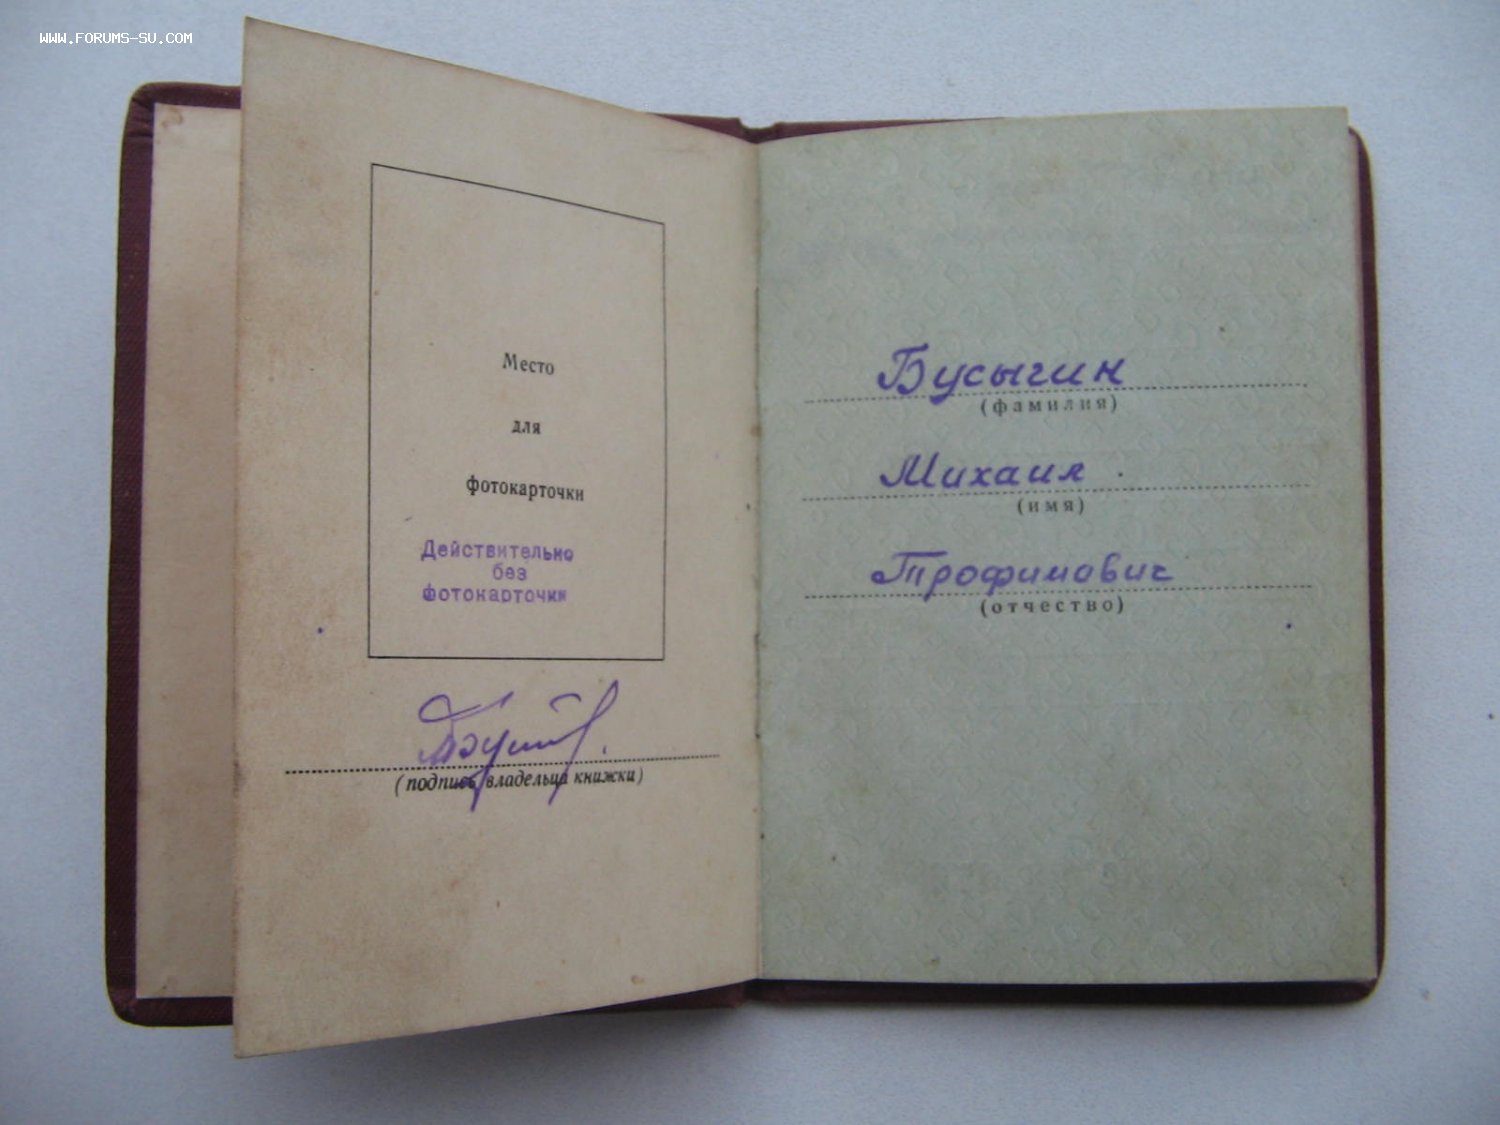 WWW.FORUMS-SU.COM
Место
для
фотокарточки
Действительно
без
фотокарточки
(подпись владельца книжки)
Бусыгин
(фамилия)
Михаил
(имя)
Трофимович
(отчество)